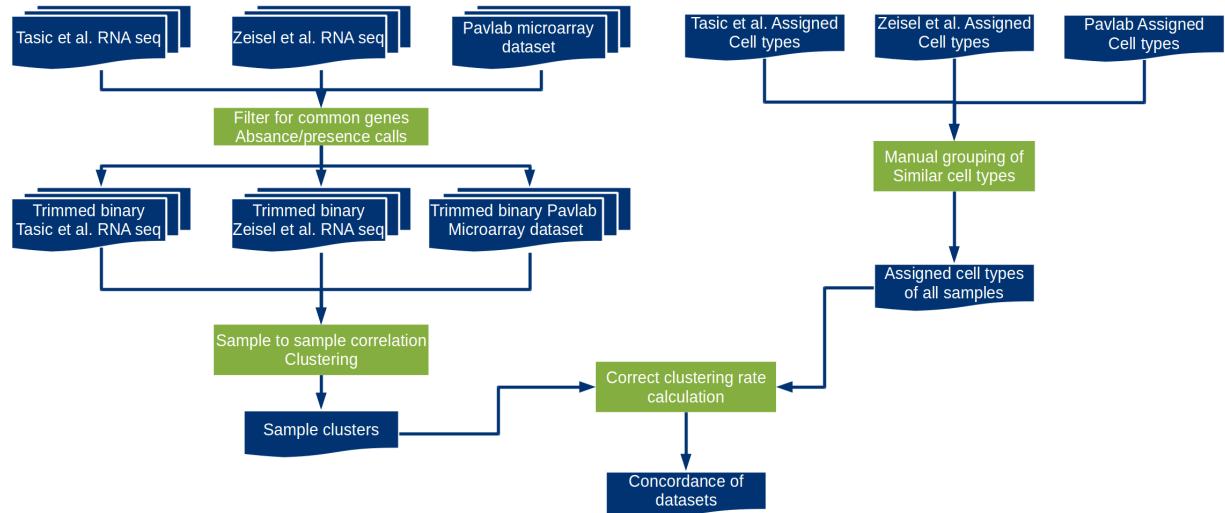 Tasic et al. RNA seq
Zeisel et al. RNA seq
Pavlab microarray
dataset
Tasic et al. Assigned
Cell types
Zeisel et al. Assigned
Cell types
Pavlab Assigned
Cell types
Filter for common genes
Absance/presence calls
Manual grouping of
Similar cell types
Trimmed binary
Tasic et al. RNA seq
Trimmed binary
Zeisel et al. RNA seq
Trimmed binary Pavlab
Microarray dataset
Assigned cell types
of all samples
Sample to sample correlation
Clustering
Correct clustering rate
calculation
Sample clusters
Concordance of
datasets